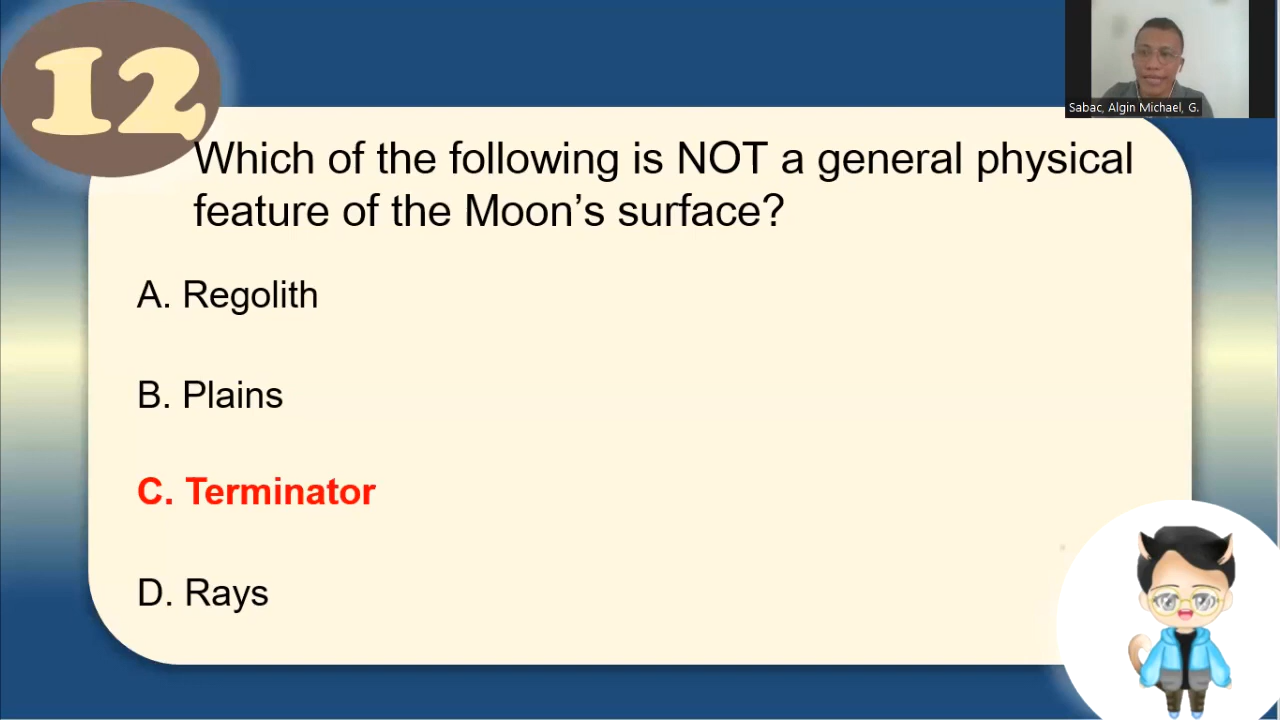 12
Sabac, Algin Michael, G.
Which of the following is NOT a general physical
feature of the Moon’s surface?
A. Regolith
B. Plains
C. Terminator
D. Rays